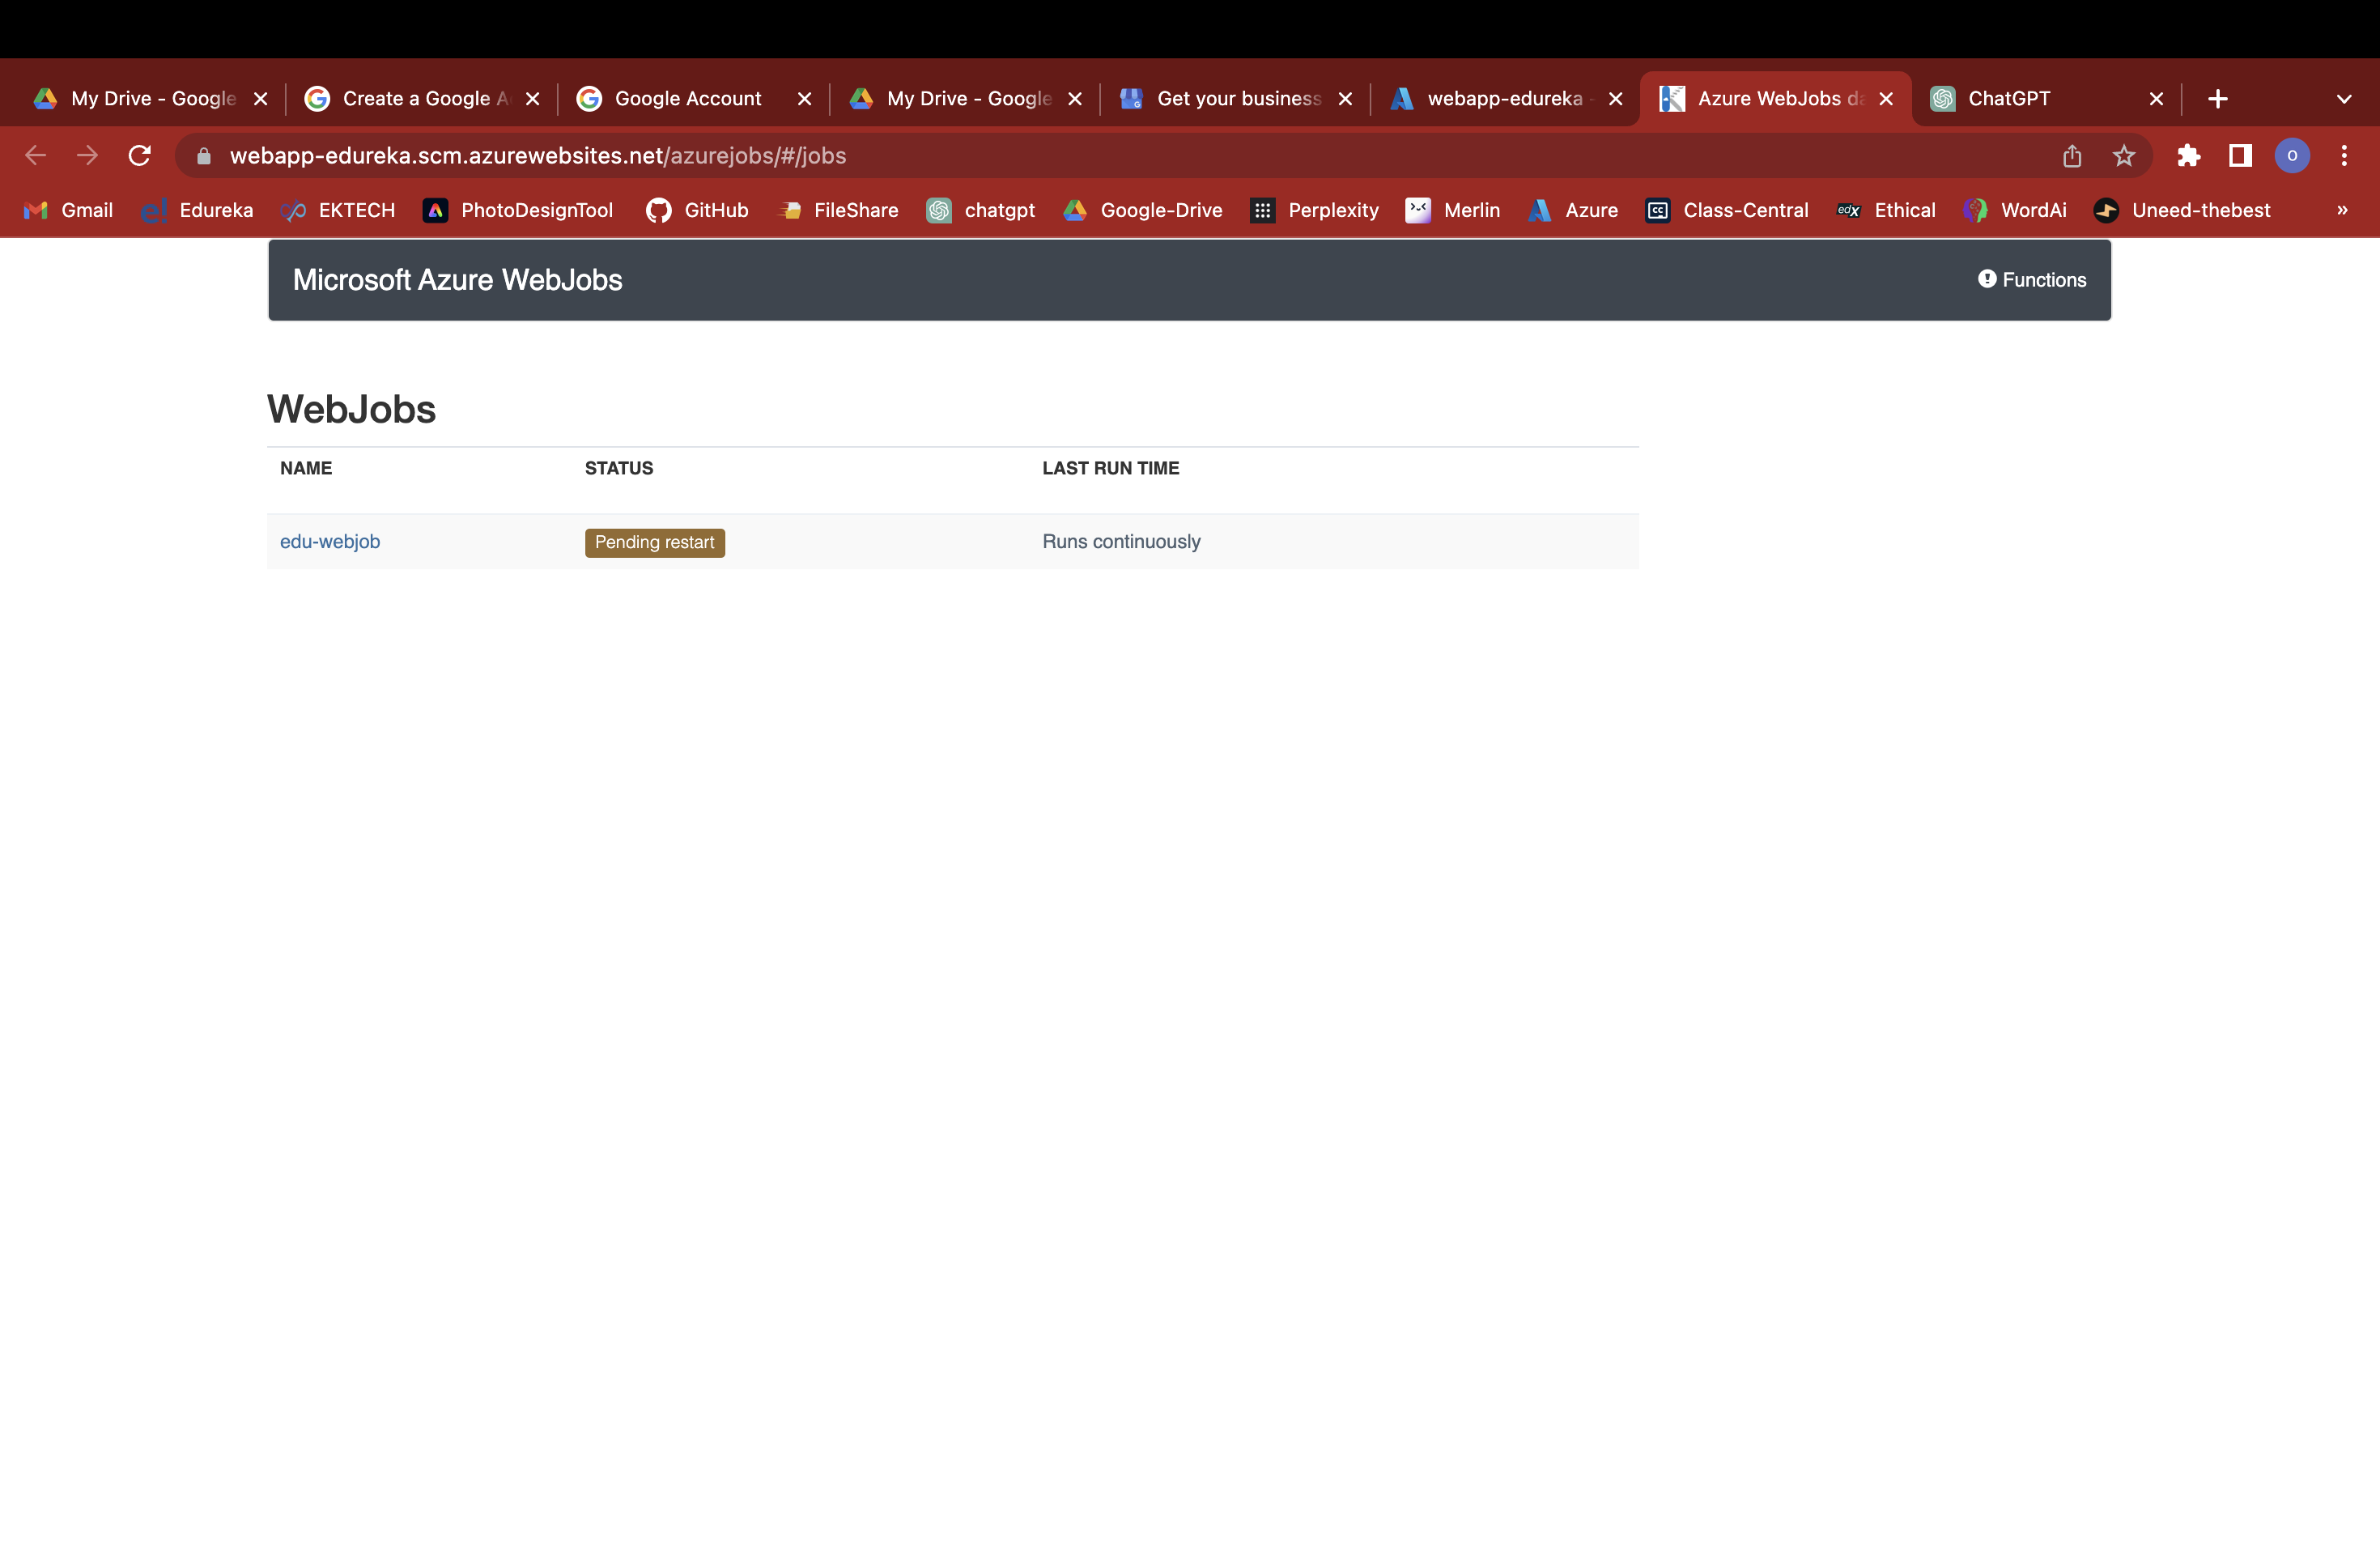 My Drive - Google
Create a Google A
Google Account
My Drive - Google
Get your business
webapp-edureka -
Azure WebJobs da
ChatGPT
webapp-edureka.scm.azurewebsites.net/azurejobs/#/jobs
O
Gmail
e! Edureka
EKTECH
PhotoDesignTool
GitHub
FileShare
chatgpt
Google-Drive
Perplexity
Merlin
Azure
CC Class-Central
edX Ethical
WordAi
Uneed-thebest
»
Microsoft Azure WebJobs
Functions
WebJobs
NAME STATUS LAST RUN TIME
edu-webjob Pending restart Runs continuously